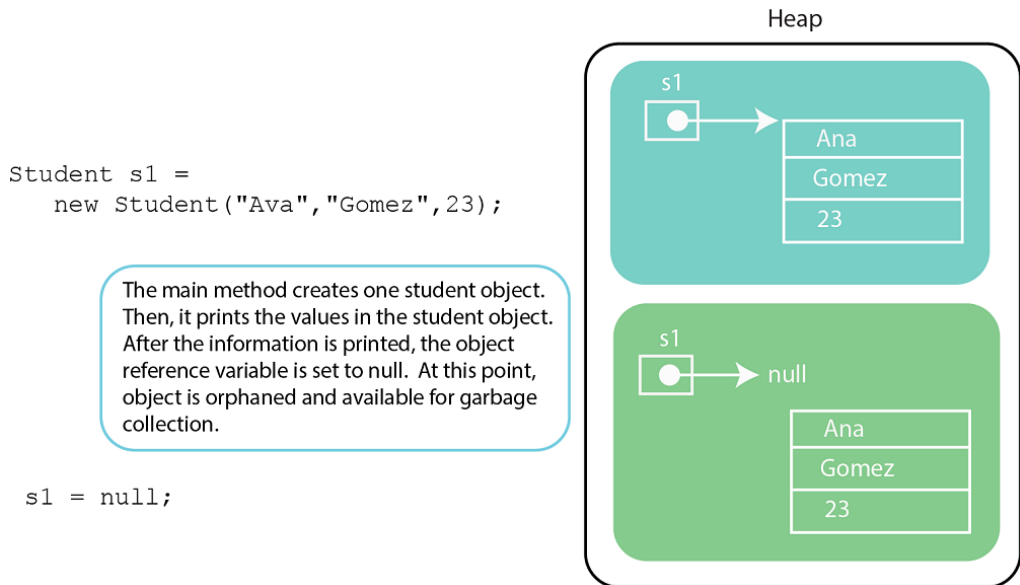 Heap
s1
Ana
Gomez
23
Student s1 =
new Student("Ava","Gomez",23);
The main method creates one student object.
Then, it prints the values in the student object.
After the information is printed, the object
reference variable is set to null. At this point,
object is orphaned and available for garbage
collection.
s1
null
Ana
Gomez
23
s1 = null;